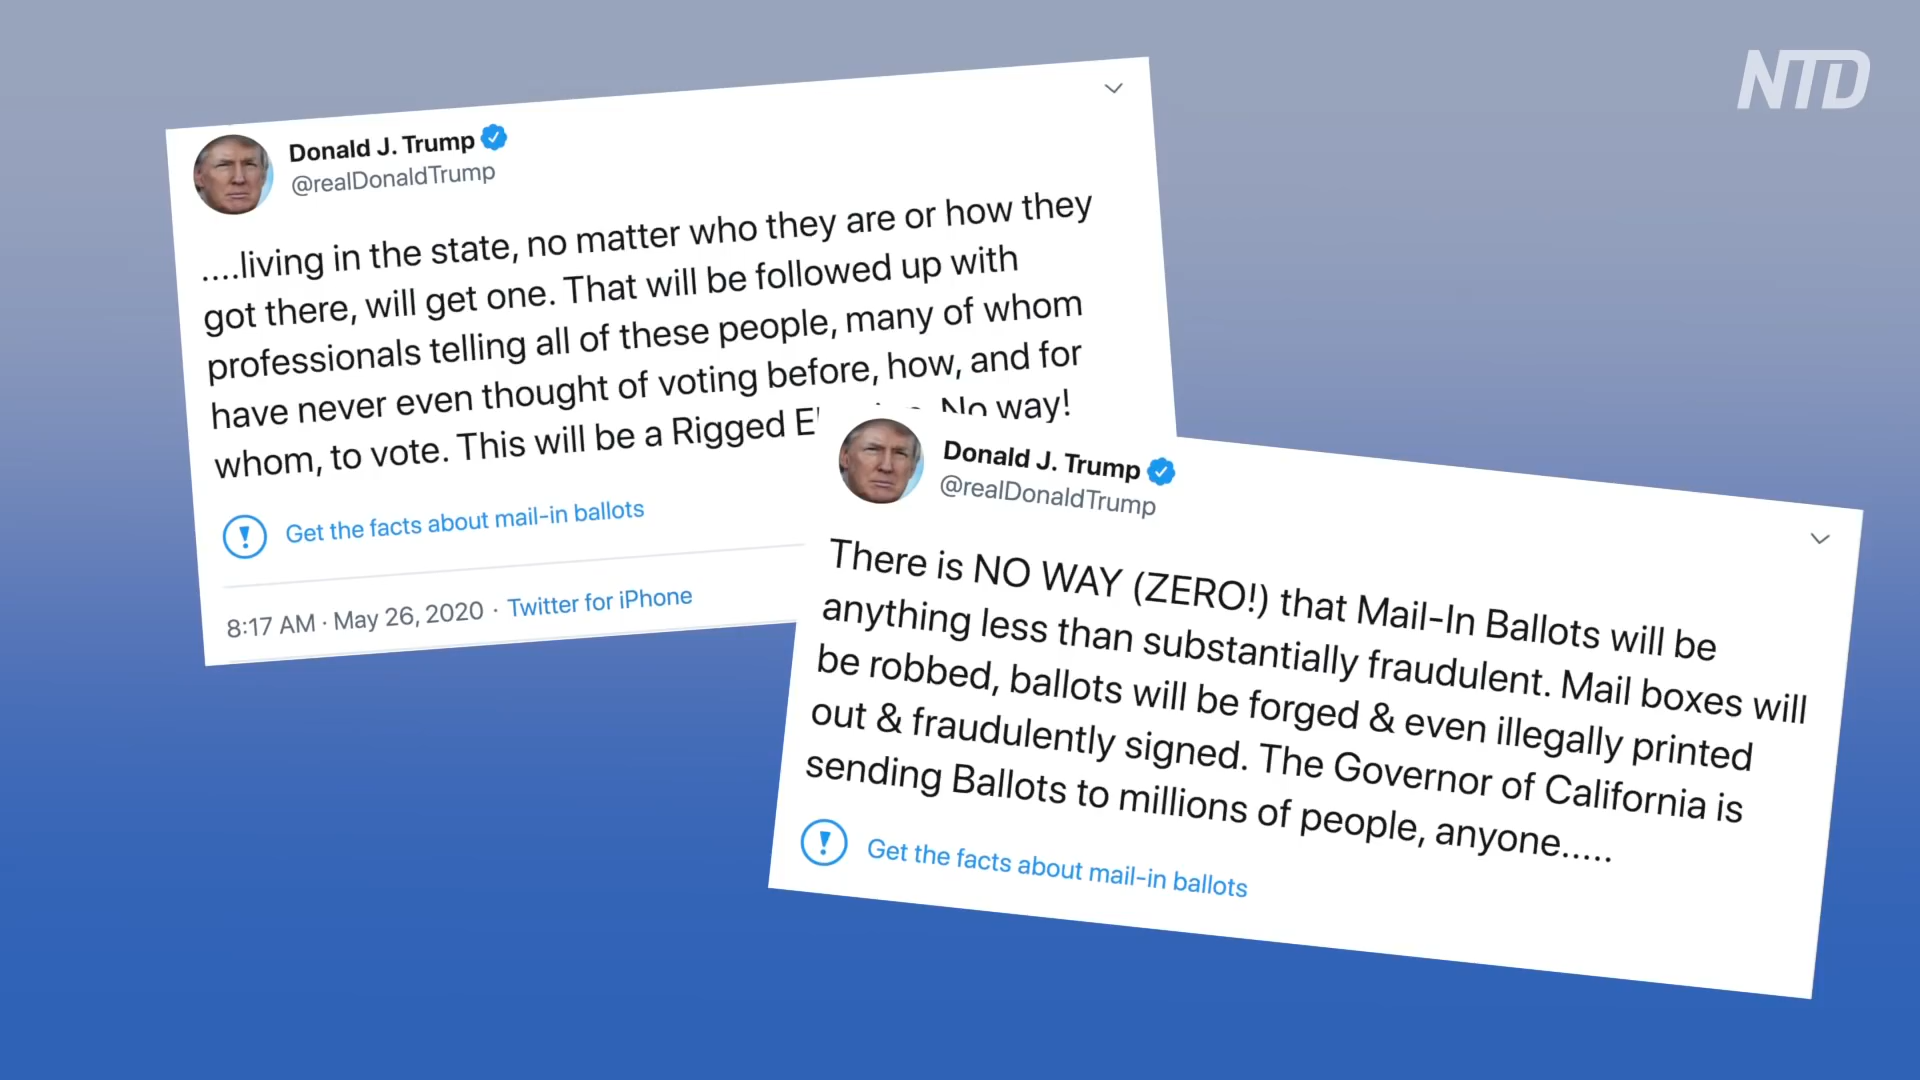 NTD
Donald J. Trump
@realDonaldTrump
....living in the state, no matter who they are or how they
got there, will get one. That will be followed up with
professionals telling all of these people, many of whom
have never even thought of voting before, how, and for
whom, to vote. This will be a Rigged No way!
Get the facts about mail-in ballots
8:17 AM · May 26, 2020 · Twitter for iPhone
Donald J. Trump
@realDonaldTrump
There is NO WAY (ZERO!) that Mail-In Ballots will be
anything less than substantially fraudulent. Mail boxes will
be robbed, ballots will be forged & even illegally printed
out & fraudulently signed. The Governor of California is
sending Ballots to millions of people, anyone.....
Get the facts about mail-in ballots